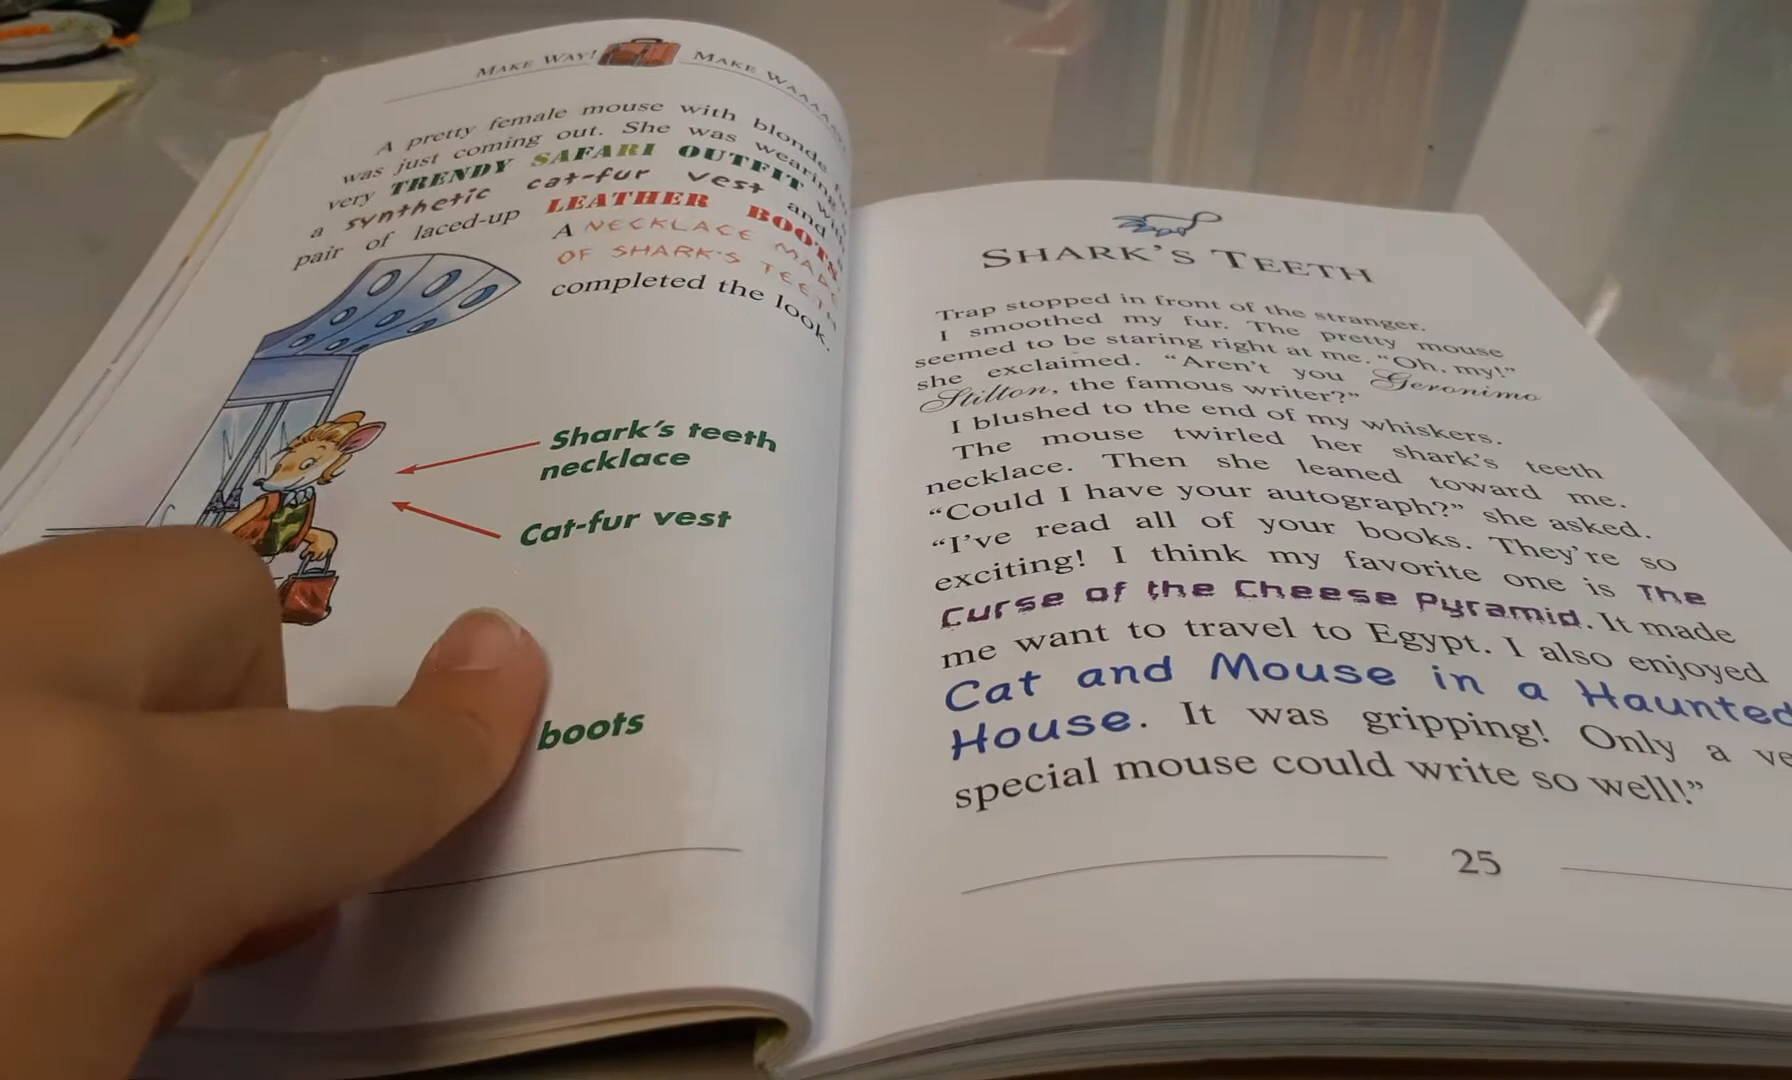 MAKE WAY!
A pretty female mouse with blonde
was just coming out. She was wearing
very TRENDY SAFARI OUTFIT with
a synthetic cat-fur vest and
pair of laced-up LEATHER BOOTS.
A NECKLACE MADE
OF SHARK'S TEETH
completed the look.
Shark's teeth
necklace
Cat-fur vest
boots
SHARK'S TEETH
Trap stopped in front of the stranger.
I smoothed my fur. The pretty mouse
seemed to be staring right at me. “Oh, my!”
she exclaimed. “Aren't you Geronimo
Stilton, the famous writer?”
I blushed to the end of my whiskers.
The mouse twirled her shark's teeth
necklace. Then she leaned toward me.
“Could I have your autograph?” she asked.
“I've read all of your books. They're so
exciting! I think my favorite one is The
Curse of the Cheese Pyramid. It made
me want to travel to Egypt. I also enjoyed
Cat and Mouse in a Haunted
House. It was gripping! Only a
special mouse could write so well!”
25